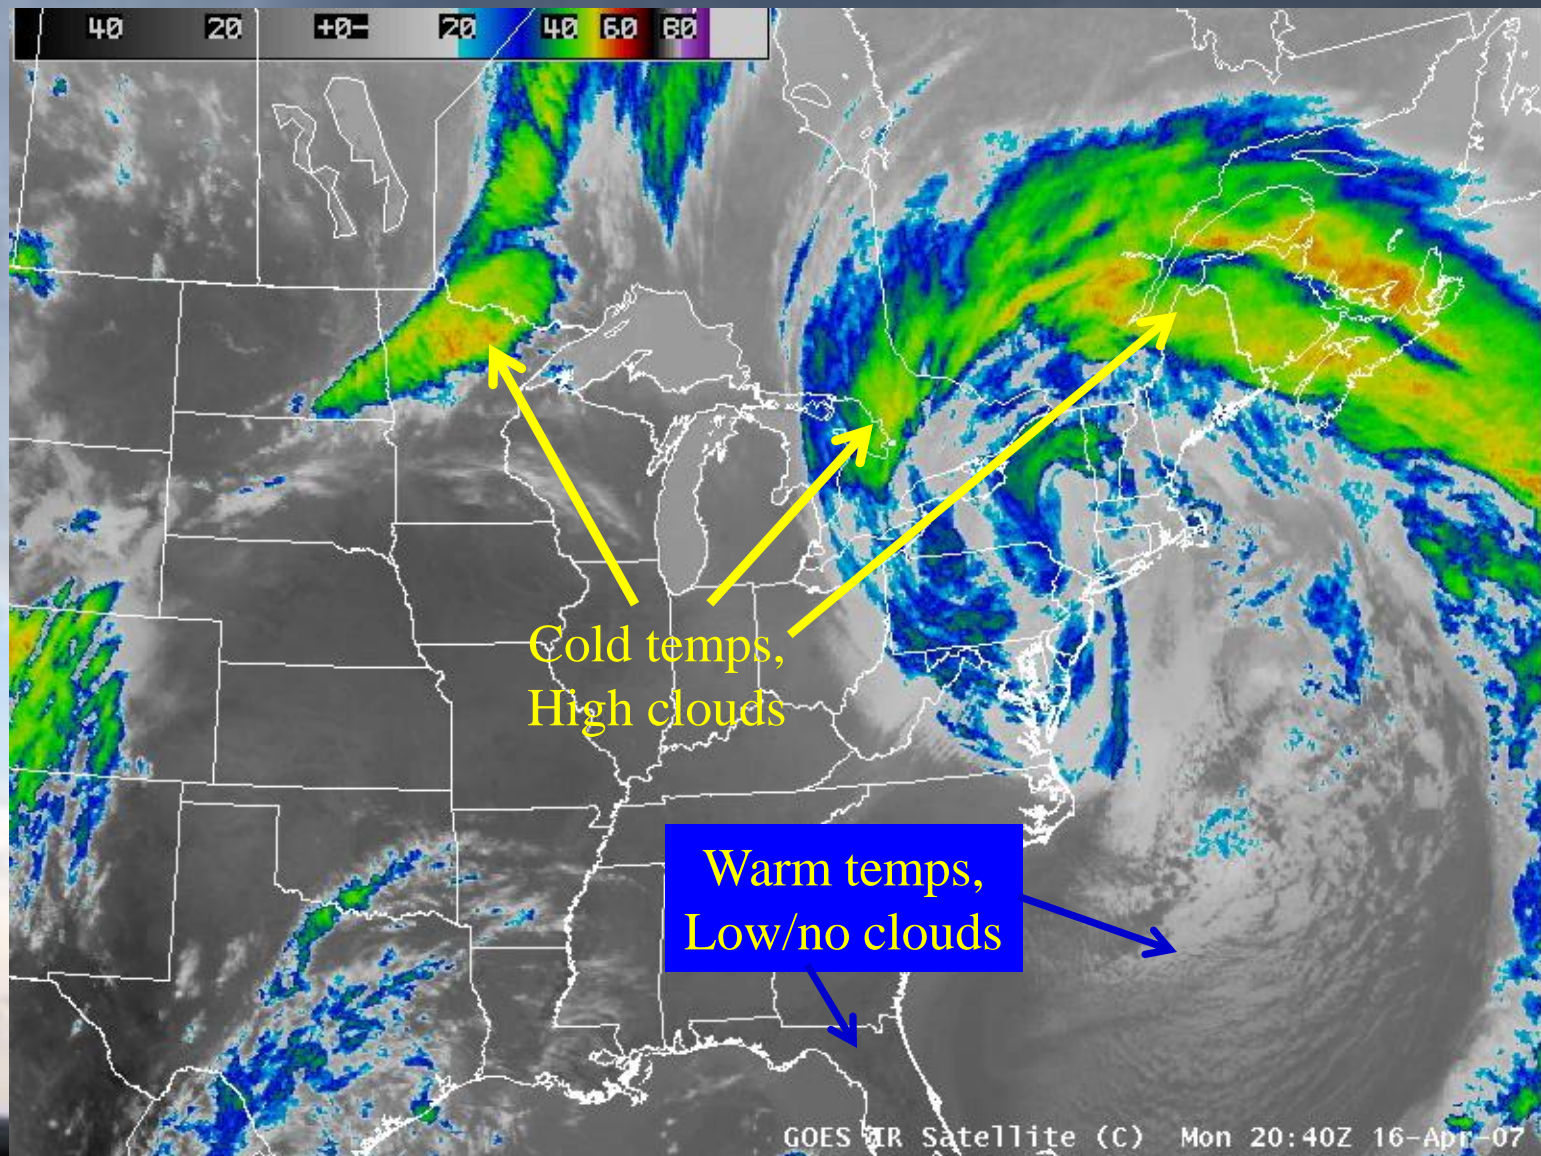 40 20 +0- 20 40 60 80
Cold temps,
High clouds
Warm temps,
Low/no clouds
GOES IR Satellite (C) Mon 20:40Z 16-Apr-07